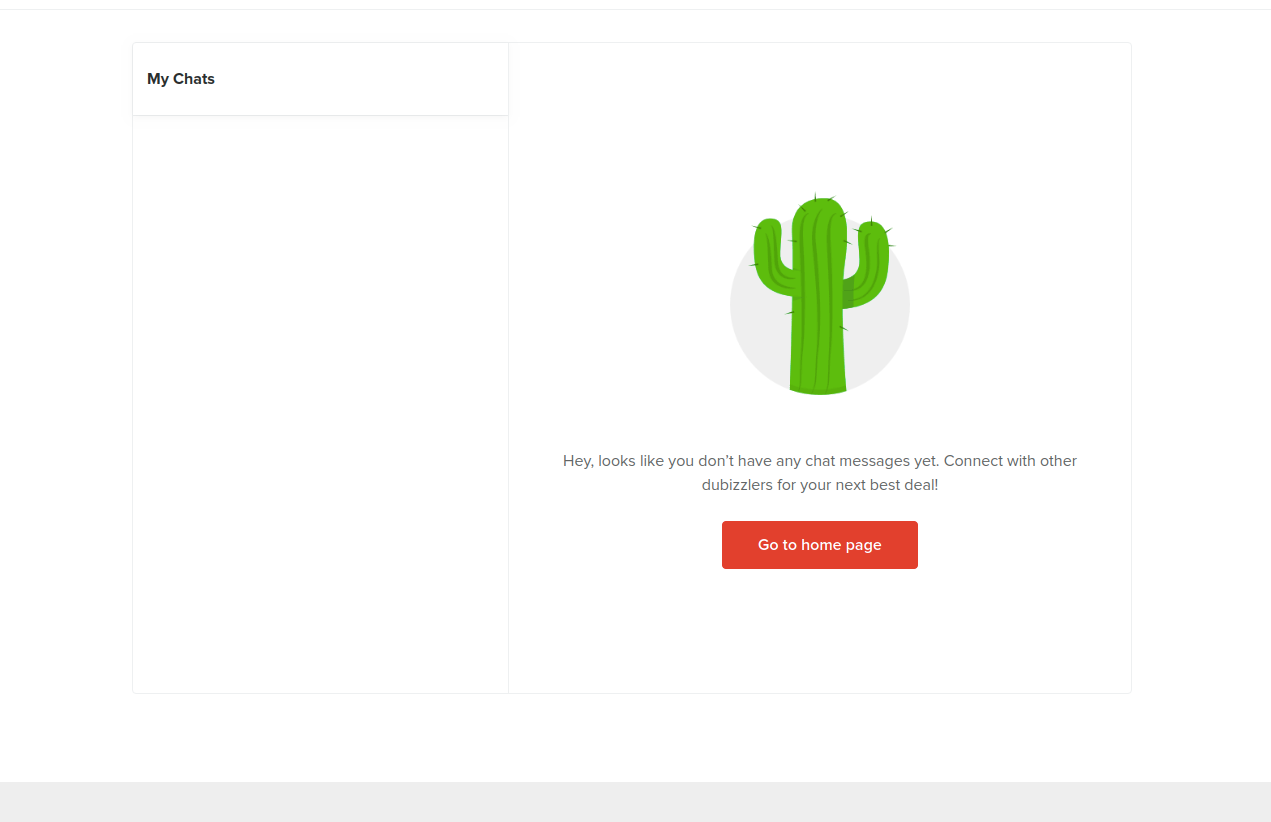 My Chats
Hey, looks like you don’t have any chat messages yet. Connect with other
dubizzlers for your next best deal!
Go to home page